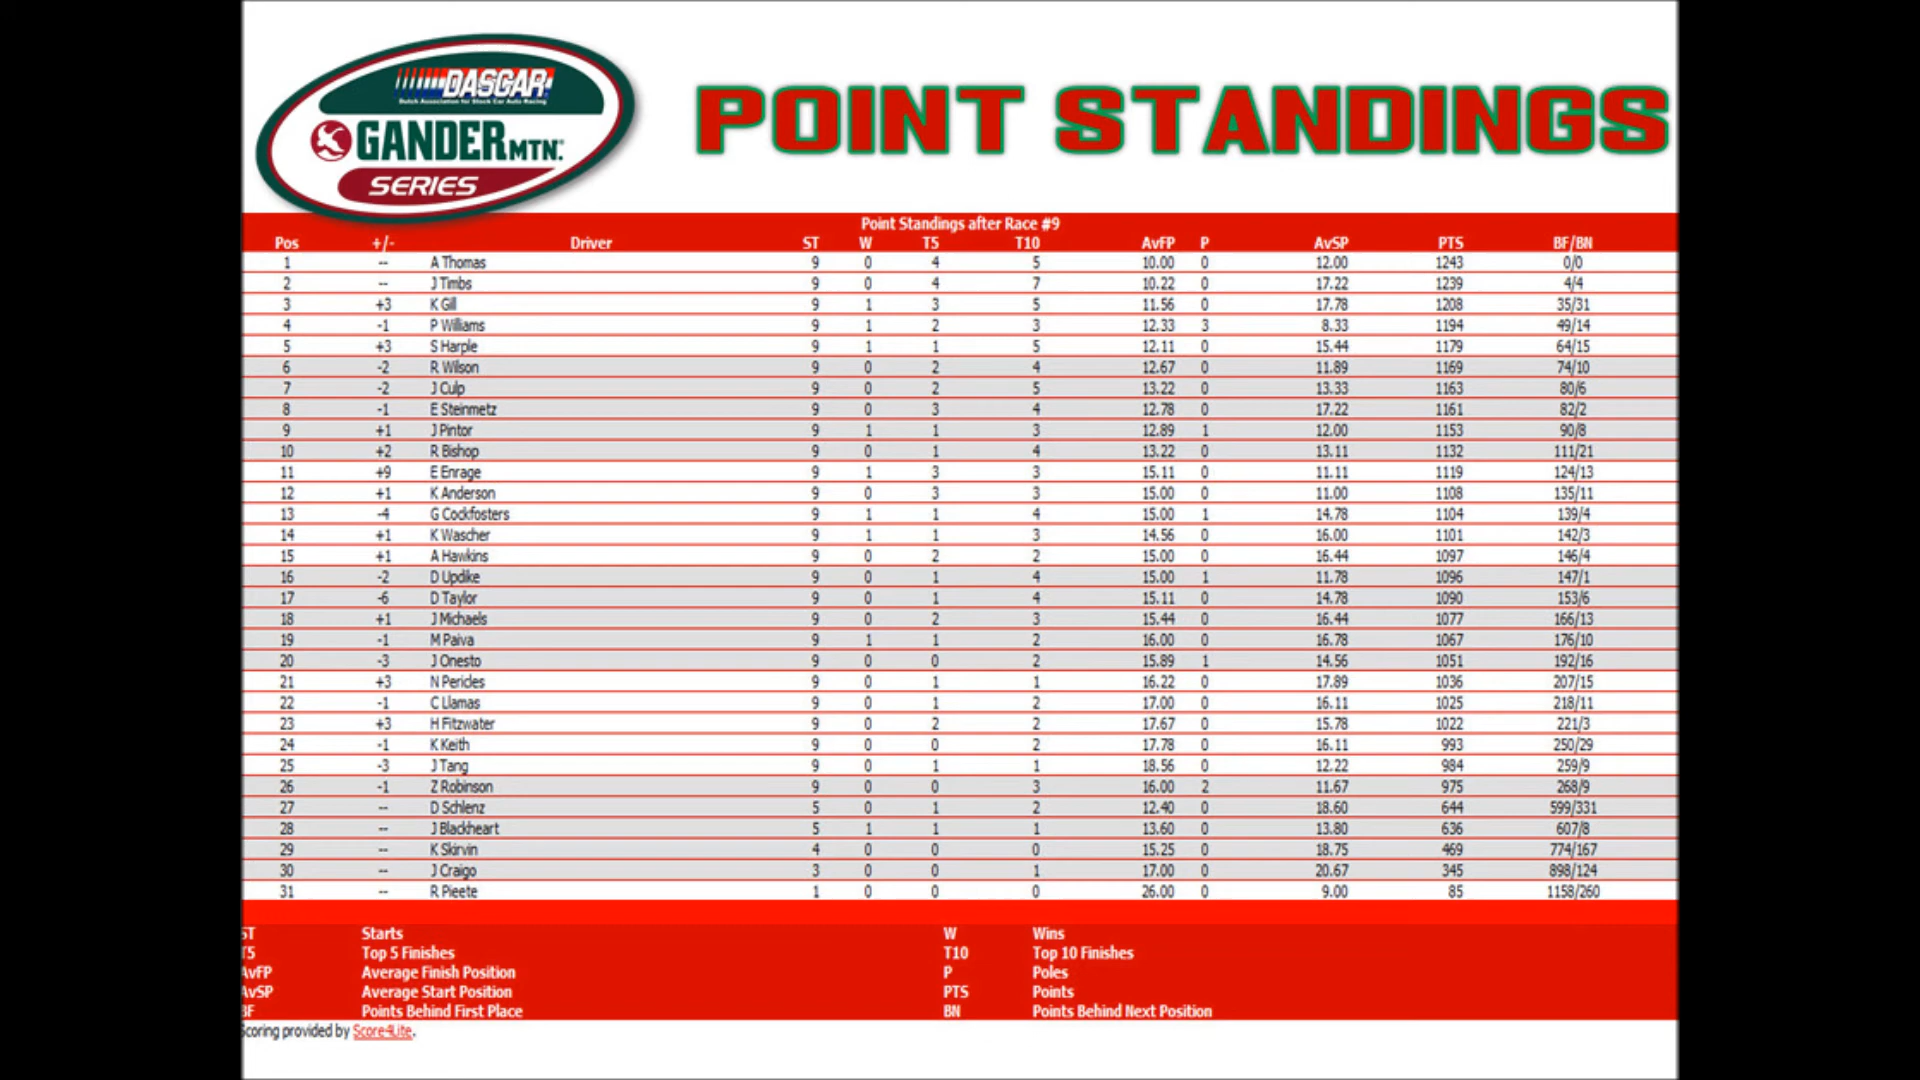 DASCAR
Dutch Association for Stock Car Auto Racing
GANDER MTN.
SERIES
POINT STANDINGS
Point Standings after Race #9
Pos +/- Driver ST W T5 T10 AvFP P AvSP PTS BF/BN
1 -- A Thomas 9 0 4 5 10.00 0 12.00 1243 0/0
2 -- J Timbs 9 0 4 7 10.22 0 17.22 1239 4/4
3 +3 K Gill 9 1 3 5 11.56 0 17.78 1208 35/31
4 -1 P Williams 9 1 2 3 12.33 3 8.33 1194 49/14
5 +3 S Harple 9 1 1 5 12.11 0 15.44 1179 64/15
6 -2 R Wilson 9 0 2 4 12.67 0 11.89 1169 74/10
7 -2 J Culp 9 0 2 5 13.22 0 13.33 1163 80/6
8 -1 E Steinmetz 9 0 3 4 12.78 0 17.22 1161 82/2
9 +1 J Pintor 9 1 1 3 12.89 1 12.00 1153 90/8
10 +2 R Bishop 9 0 1 4 13.22 0 13.11 1132 111/21
11 +9 E Enrage 9 1 3 3 15.11 0 11.11 1119 124/13
12 +1 K Anderson 9 0 3 3 15.00 0 11.00 1108 135/11
13 -4 G Cockfosters 9 1 1 4 15.00 1 14.78 1104 139/4
14 +1 K Wascher 9 1 1 3 14.56 0 16.00 1101 142/3
15 +1 A Hawkins 9 0 2 2 15.00 0 16.44 1097 146/4
16 -2 D Updike 9 0 1 4 15.00 1 11.78 1096 147/1
17 -6 D Taylor 9 0 1 4 15.11 0 14.78 1090 153/6
18 +1 J Michaels 9 0 2 3 15.44 0 16.44 1077 166/13
19 -1 M Paiva 9 1 1 2 16.00 0 16.78 1067 176/10
20 -3 J Onesto 9 0 0 2 15.89 1 14.56 1051 192/16
21 +3 N Pericles 9 0 1 1 16.22 0 17.89 1036 207/15
22 -1 C Llamas 9 0 1 2 17.00 0 16.11 1025 218/11
23 +3 H Fitzwater 9 0 2 2 17.67 0 15.78 1022 221/3
24 -1 K Keith 9 0 0 2 17.78 0 16.11 993 250/29
25 -3 J Tang 9 0 1 1 18.56 0 12.22 984 259/9
26 -1 Z Robinson 9 0 0 3 16.00 2 11.67 975 268/9
27 -- D Schlenz 5 0 1 2 12.40 0 18.60 644 599/331
28 -- J Blackheart 5 1 1 1 13.60 0 13.80 636 607/8
29 -- K Skirvin 4 0 0 0 15.25 0 18.75 469 774/167
30 -- J Craigo 3 0 0 1 17.00 0 20.67 345 898/124
31 -- R Pieete 1 0 0 0 26.00 0 9.00 85 1158/260
ST Starts W Wins
T5 Top 5 Finishes T10 Top 10 Finishes
AvFP Average Finish Position P Poles
AvSP Average Start Position PTS Points
BF Points Behind First Place BN Points Behind Next Position
Scoring provided by Score4Lite.